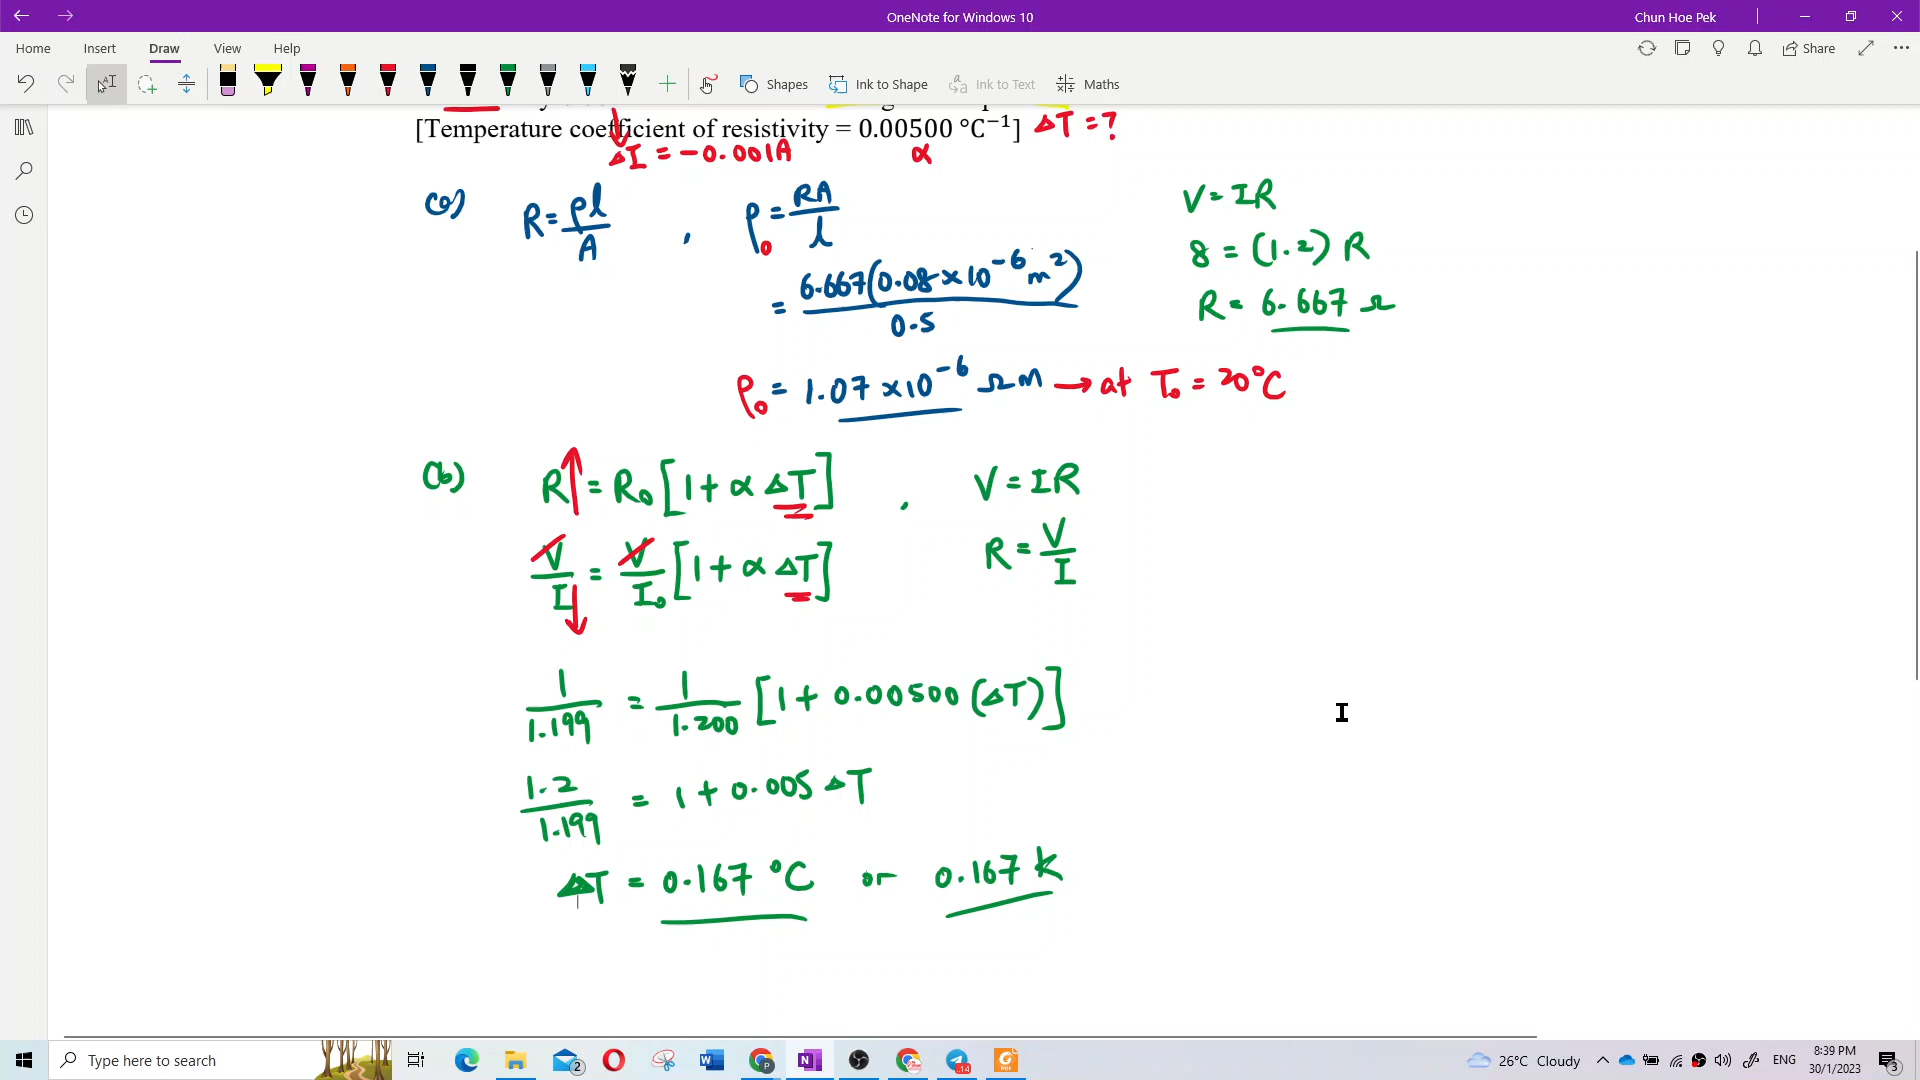 OneNote for Windows 10
Chun Hoe Pek
Home Insert Draw View Help
Share
Shapes Ink to Shape Ink to Text Maths
[Temperature coefficient of resistivity = 0.00500 °C⁻¹] ΔT = ?
ΔI = -0.001A α
(a) R = ρl/A , ρ₀ = RA/l
V = IR
8 = (1.2) R
= 6.667(0.08×10⁻⁶ m²)/0.5
R = 6.667 Ω
ρ₀ = 1.07 ×10⁻⁶ Ωm → at T₀ = 20°C
(b) R = R₀ [1 + α ΔT] , V = IR
V/I = V/I₀ [1 + α ΔT] R = V/I
1/1.199 = 1/1.200 [1 + 0.00500 (ΔT)]
1.2/1.199 = 1 + 0.005 ΔT
ΔT = 0.167 °C or 0.167 K
Type here to search
2
14
26°C Cloudy
ENG
8:39 PM
30/1/2023
3